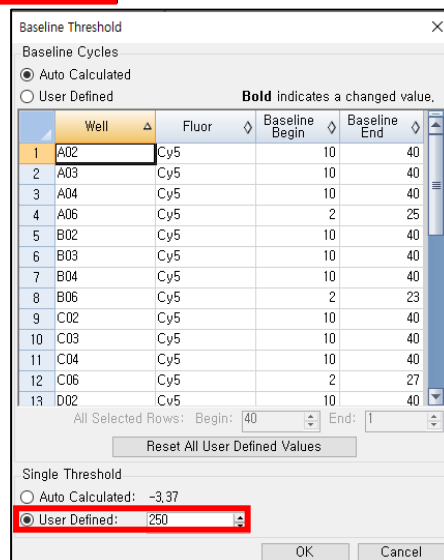 Baseline Threshold
Baseline Cycles
Auto Calculated
User Defined Bold indicates a changed value.
Well Fluor Baseline Begin Baseline End
1 A02 Cy5 10 40
2 A03 Cy5 10 40
3 A04 Cy5 10 40
4 A06 Cy5 2 25
5 B02 Cy5 10 40
6 B03 Cy5 10 40
7 B04 Cy5 10 40
8 B06 Cy5 2 23
9 C02 Cy5 10 40
10 C03 Cy5 10 40
11 C04 Cy5 10 40
12 C06 Cy5 2 27
13 D02 Cy5 10 40
All Selected Rows: Begin: 40 End: 1
Reset All User Defined Values
Single Threshold
Auto Calculated: -3,37
User Defined: 250
OK Cancel